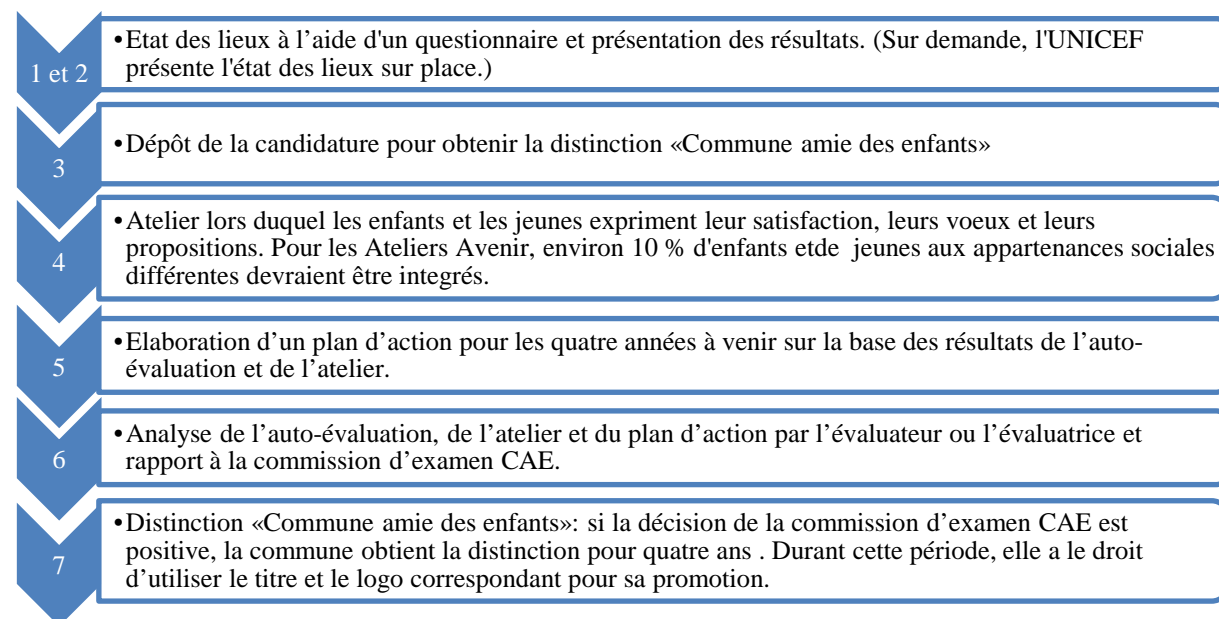 1 et 2
•Etat des lieux à l’aide d'un questionnaire et présentation des résultats. (Sur demande, l'UNICEF
présente l'état des lieux sur place.)
3
•Dépôt de la candidature pour obtenir la distinction «Commune amie des enfants»
4
•Atelier lors duquel les enfants et les jeunes expriment leur satisfaction, leurs voeux et leurs
propositions. Pour les Ateliers Avenir, environ 10 % d'enfants etde jeunes aux appartenances sociales
différentes devraient être integrés.
5
•Elaboration d’un plan d’action pour les quatre années à venir sur la base des résultats de l’auto-
évaluation et de l’atelier.
6
•Analyse de l’auto-évaluation, de l’atelier et du plan d’action par l’évaluateur ou l’évaluatrice et
rapport à la commission d’examen CAE.
7
•Distinction «Commune amie des enfants»: si la décision de la commission d’examen CAE est
positive, la commune obtient la distinction pour quatre ans . Durant cette période, elle a le droit
d’utiliser le titre et le logo correspondant pour sa promotion.